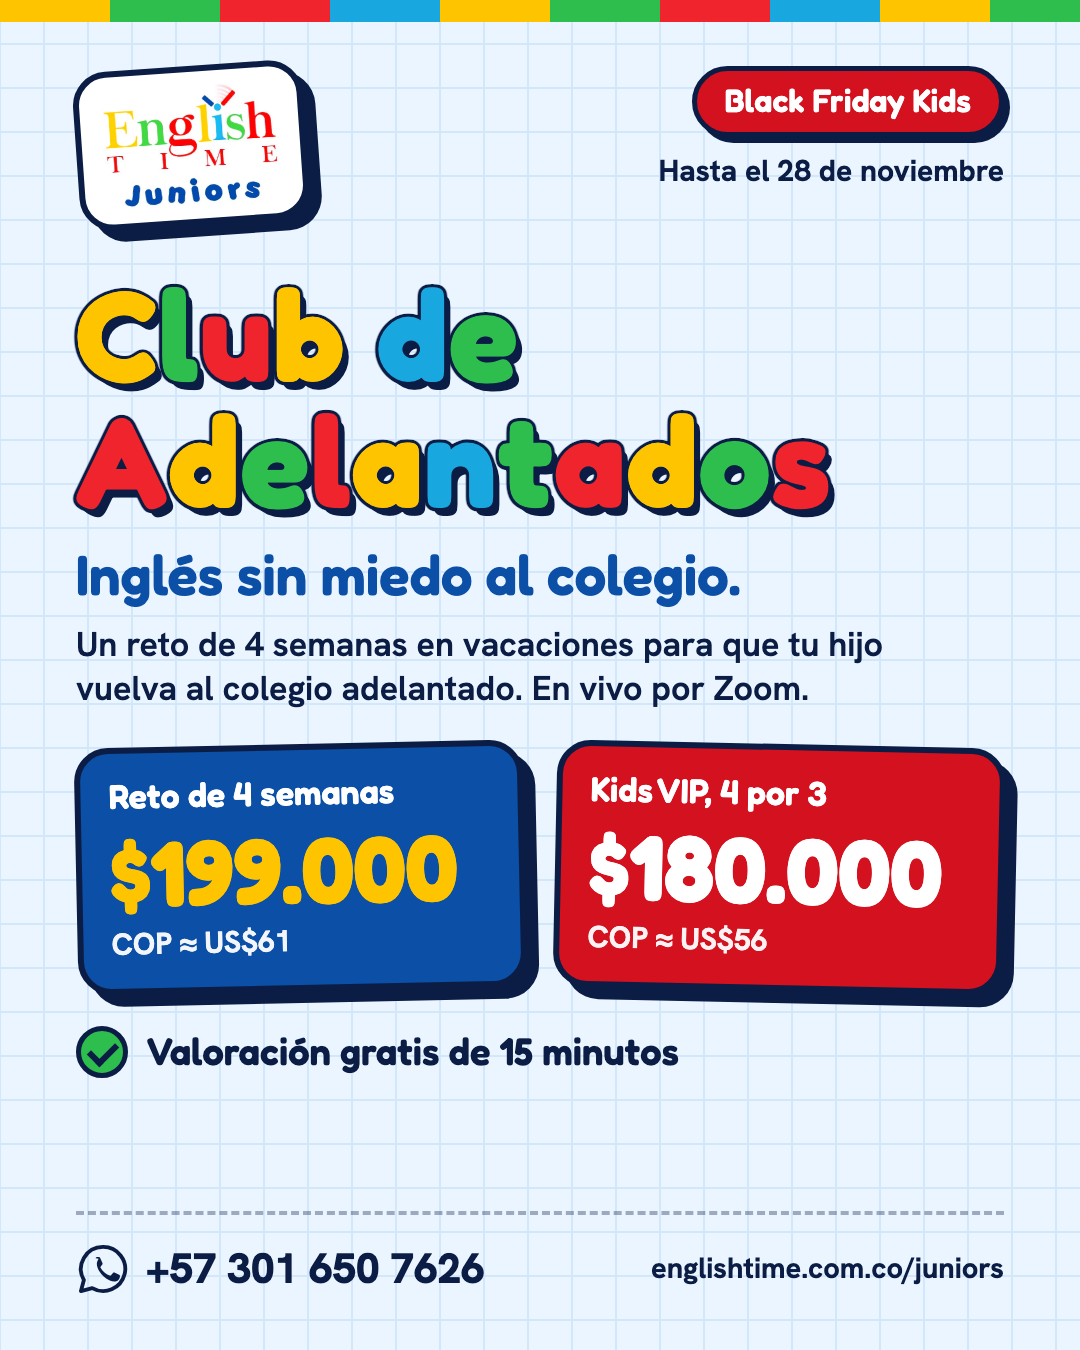 English
TIME
Juniors
Black Friday Kids
Hasta el 28 de noviembre
Club de
Adelantados
Inglés sin miedo al colegio.
Un reto de 4 semanas en vacaciones para que tu hijo
vuelva al colegio adelantado. En vivo por Zoom.
Reto de 4 semanas
$199.000
COP ≈ US$61
Kids VIP, 4 por 3
$180.000
COP ≈ US$56
Valoración gratis de 15 minutos
+57 301 650 7626
englishtime.com.co/juniors